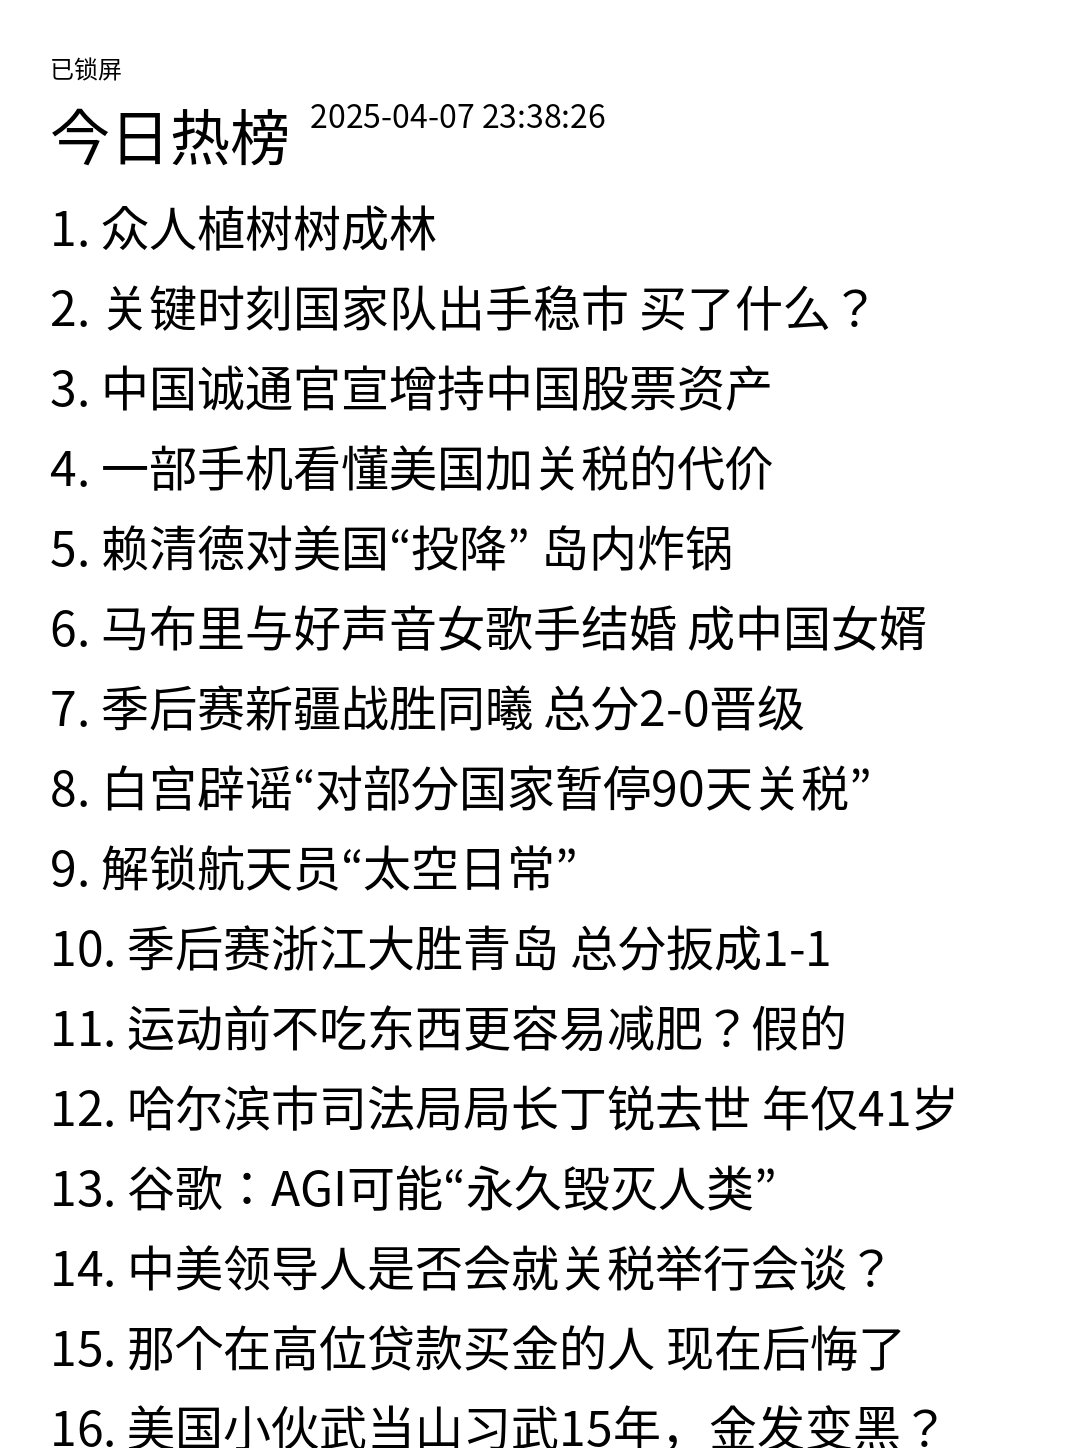 已锁屏
今日热榜 2025-04-07 23:38:26
1. 众人植树树成林
2. 关键时刻国家队出手稳市 买了什么？
3. 中国诚通官宣增持中国股票资产
4. 一部手机看懂美国加关税的代价
5. 赖清德对美国“投降” 岛内炸锅
6. 马布里与好声音女歌手结婚 成中国女婿
7. 季后赛新疆战胜同曦 总分2-0晋级
8. 白宫辟谣“对部分国家暂停90天关税”
9. 解锁航天员“太空日常”
10. 季后赛浙江大胜青岛 总分扳成1-1
11. 运动前不吃东西更容易减肥？假的
12. 哈尔滨市司法局局长丁锐去世 年仅41岁
13. 谷歌：AGI可能“永久毁灭人类”
14. 中美领导人是否会就关税举行会谈？
15. 那个在高位贷款买金的人 现在后悔了
16. 美国小伙武当山习武15年，金发变黑？